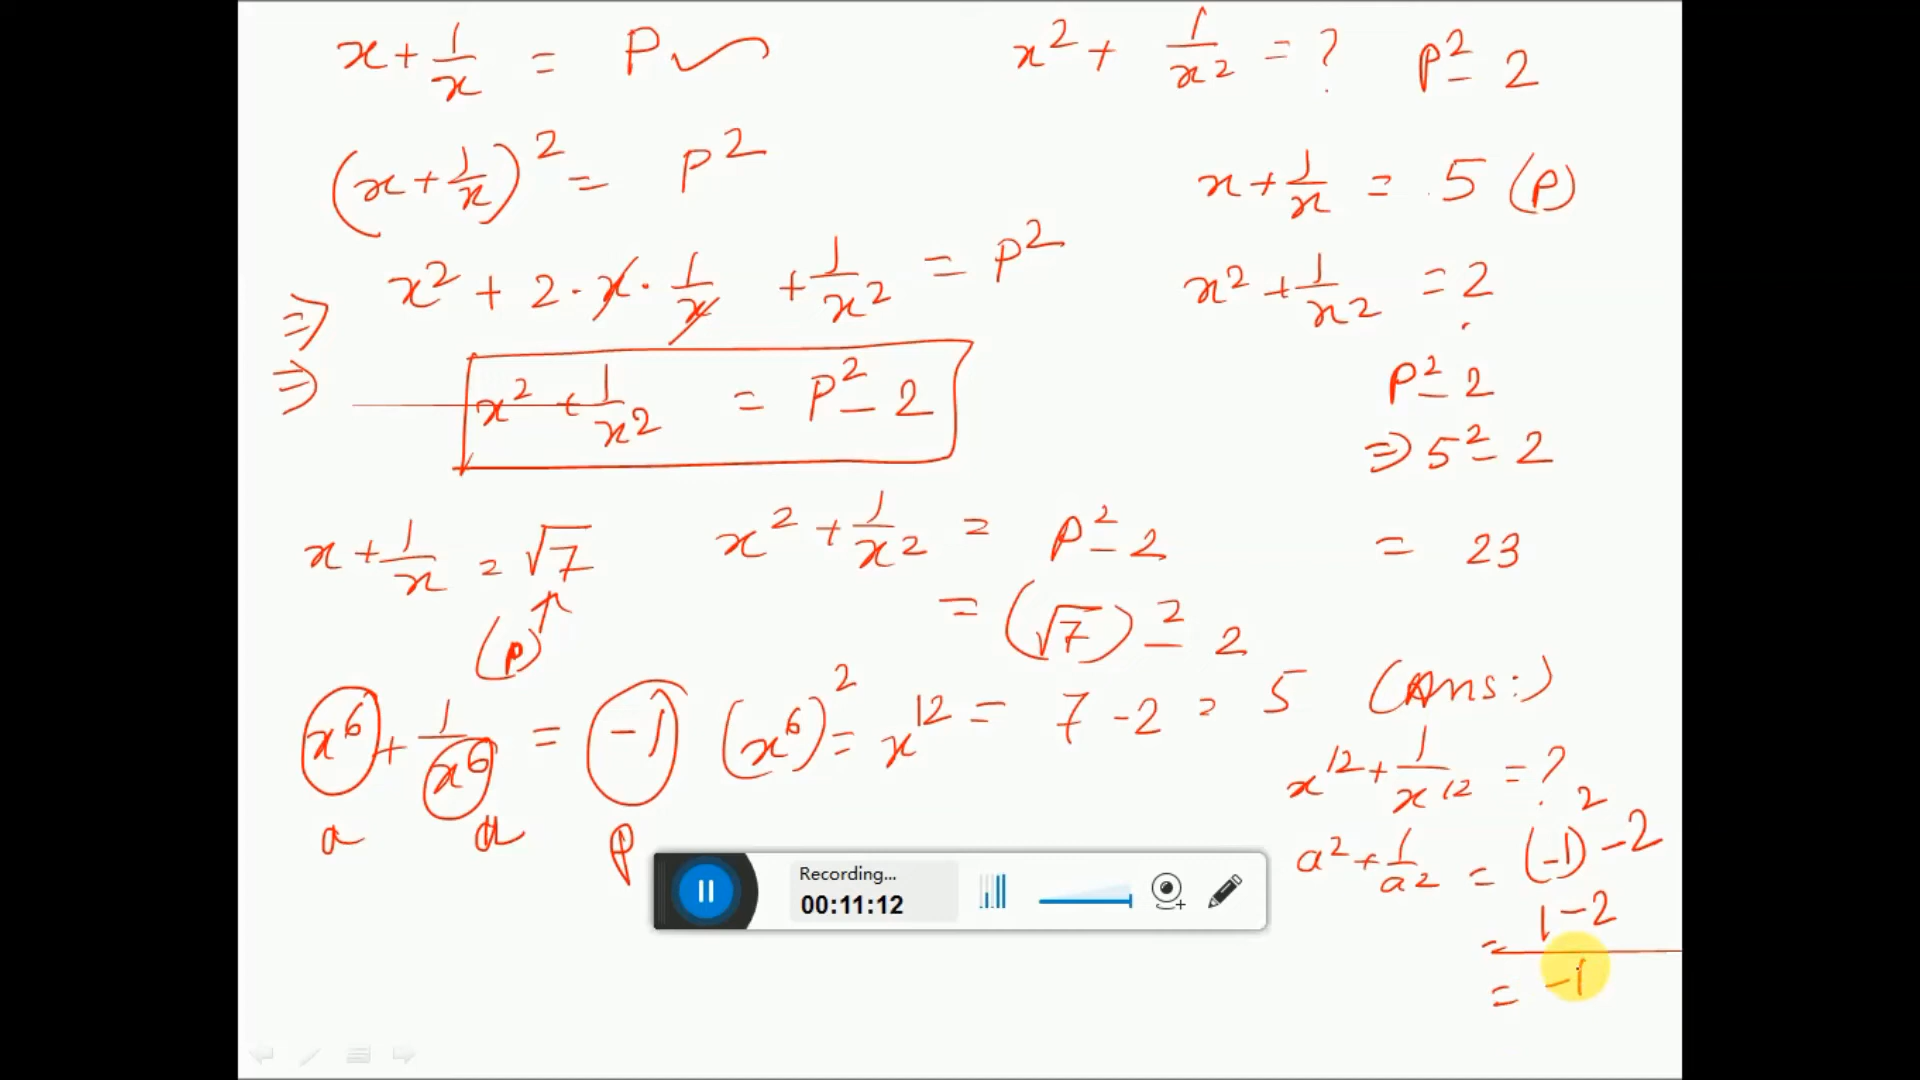 x + 1/x = P
x² + 1/x² = ? P² - 2
(x + 1/x)² = P²
x + 1/x = 5 (P)
⇒ x² + 2 · x · 1/x + 1/x² = P²
x² + 1/x² = ?
⇒ x² + 1/x² = P² - 2
P² - 2
⇒ 5² - 2
= 23
x + 1/x = √7
(P)
x² + 1/x² = P² - 2
= (√7)² - 2
= 7 - 2 = 5 (Ans:)
x⁶ + 1/x⁶ = -1
a a P
(x⁶)² = x¹²
x¹² + 1/x¹² = ?
a² + 1/a² = (-1)² - 2
= 1 - 2
= -1
Recording...
00:11:12